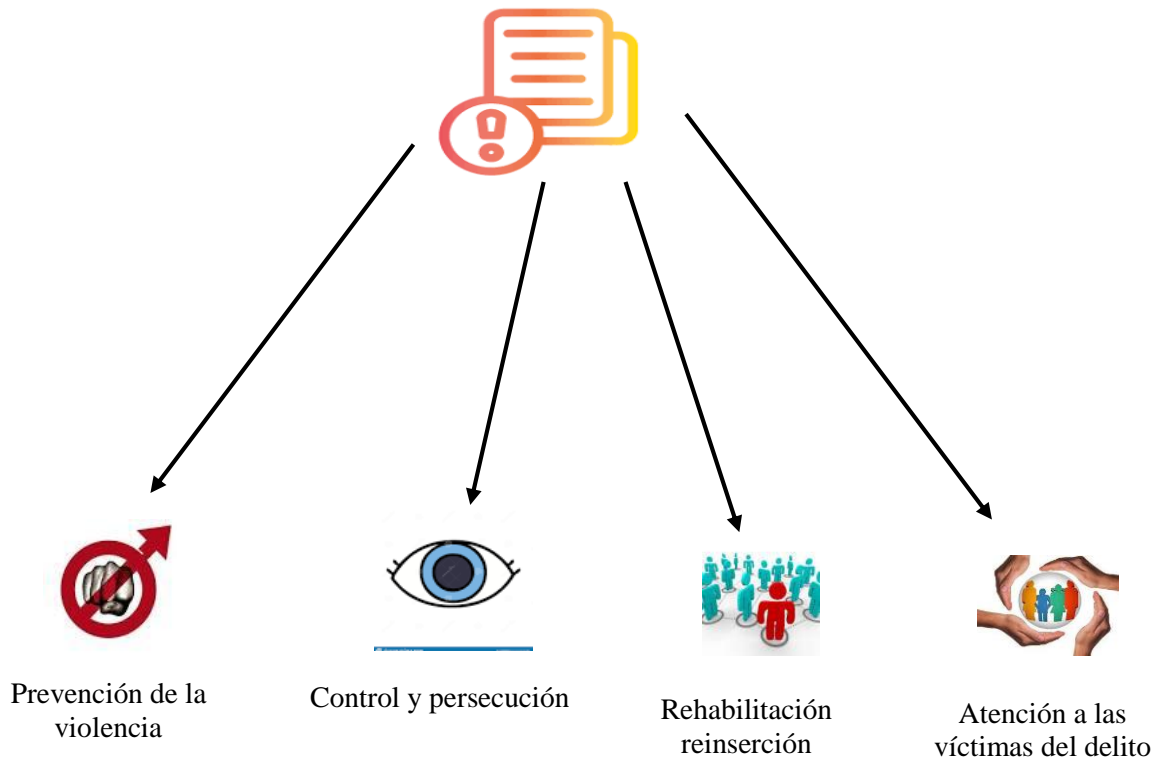 Prevención de la
violencia
Control y persecución
Rehabilitación
reinserción
Atención a las
víctimas del delito